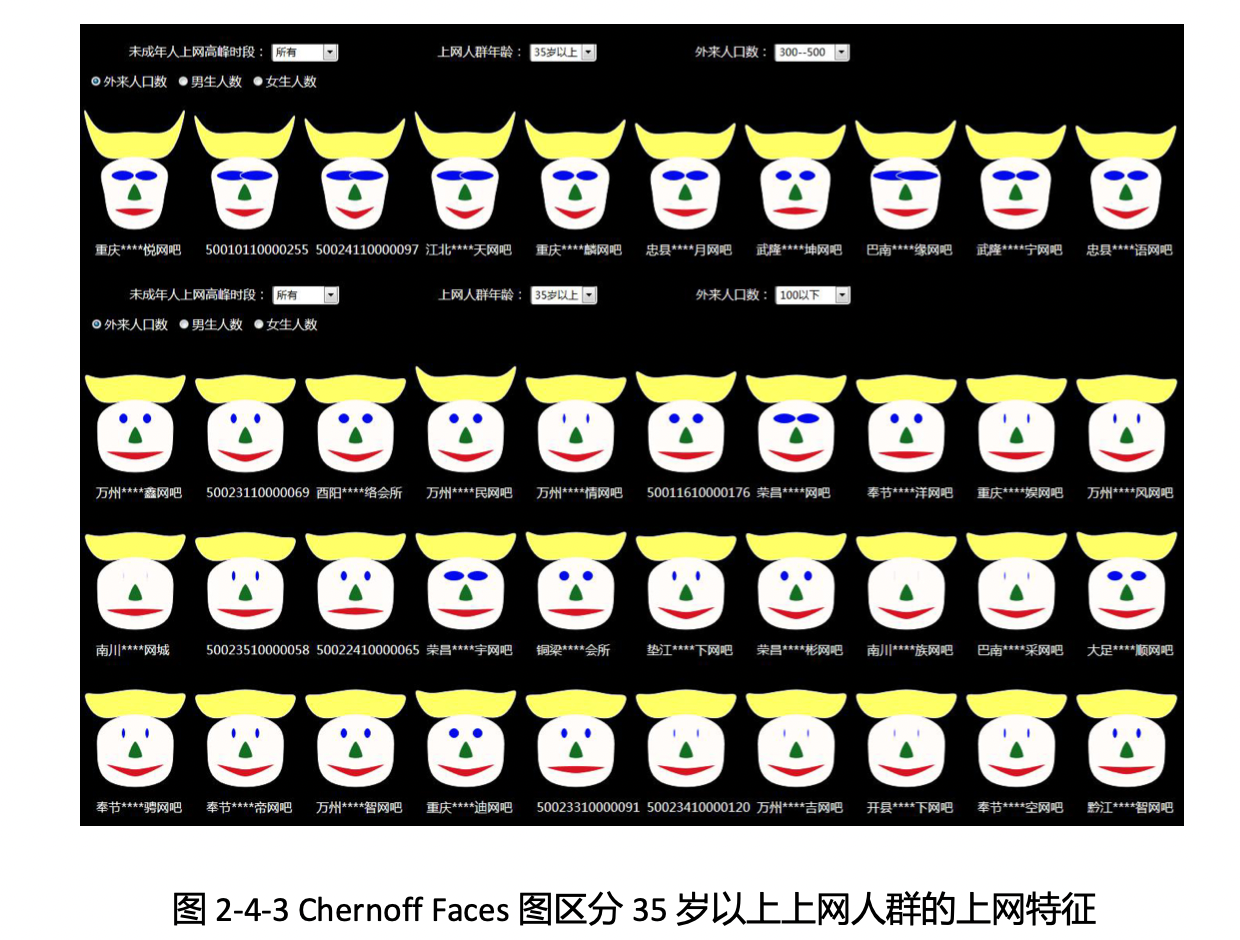 未成年人上网高峰时段： 所有 上网人群年龄： 35岁以上 外来人口数： 300--500
外来人口数 男生人数 女生人数
重庆****悦网吧 50010110000255 50024110000097 江北****天网吧 重庆****麟网吧 忠县****月网吧 武隆****坤网吧 巴南****缘网吧 武隆****宁网吧 忠县****语网吧
未成年人上网高峰时段： 所有 上网人群年龄： 35岁以上 外来人口数： 100以下
外来人口数 男生人数 女生人数
万州****鑫网吧 50023110000069 酉阳****络会所 万州****民网吧 万州****情网吧 50011610000176 荣昌****网吧 奉节****洋网吧 重庆****娱网吧 万州****风网吧
南川****网城 50023510000058 50022410000065 荣昌****宇网吧 铜梁****会所 垫江****下网吧 荣昌****彬网吧 南川****族网吧 巴南****采网吧 大足****顺网吧
奉节****骋网吧 奉节****帝网吧 万州****智网吧 重庆****迪网吧 50023310000091 50023410000120 万州****吉网吧 开县****下网吧 奉节****空网吧 黔江****智网吧
图 2-4-3 Chernoff Faces 图区分 35 岁以上上网人群的上网特征